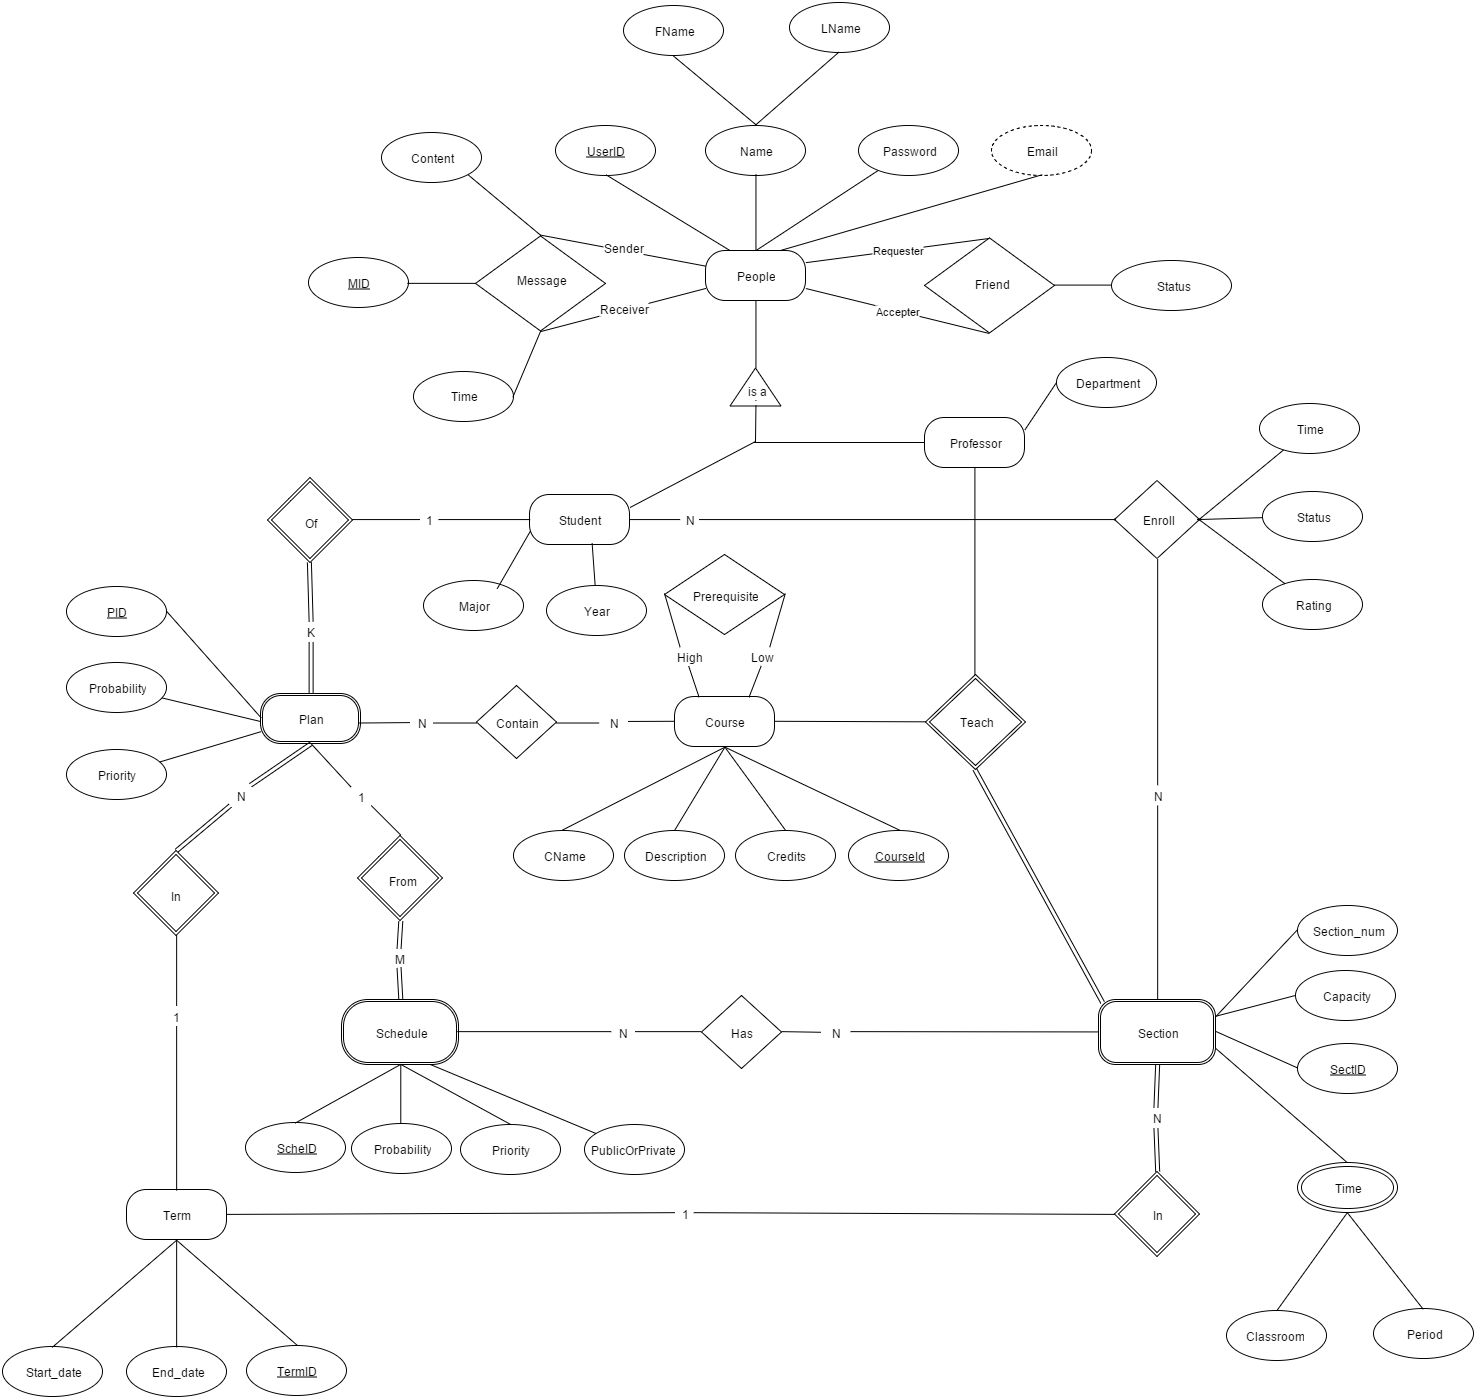 FName
LName
Content
UserID
Name
Password
Email
Sender
Requester
MID
Message
People
Friend
Status
Receiver
Accepter
Time
is a
Department
Professor
Time
Of
1
Student
N
Enroll
Status
Major
Year
Prerequisite
Rating
PID
K
High
Low
Probability
Plan
N
Contain
N
Course
Teach
Priority
N
1
N
CName
Description
Credits
CourseId
In
From
Section_num
M
Capacity
1
Schedule
N
Has
N
Section
SectID
N
ScheID
Probability
Priority
PublicOrPrivate
Time
Term
1
In
Classroom
Period
Start_date
End_date
TermID